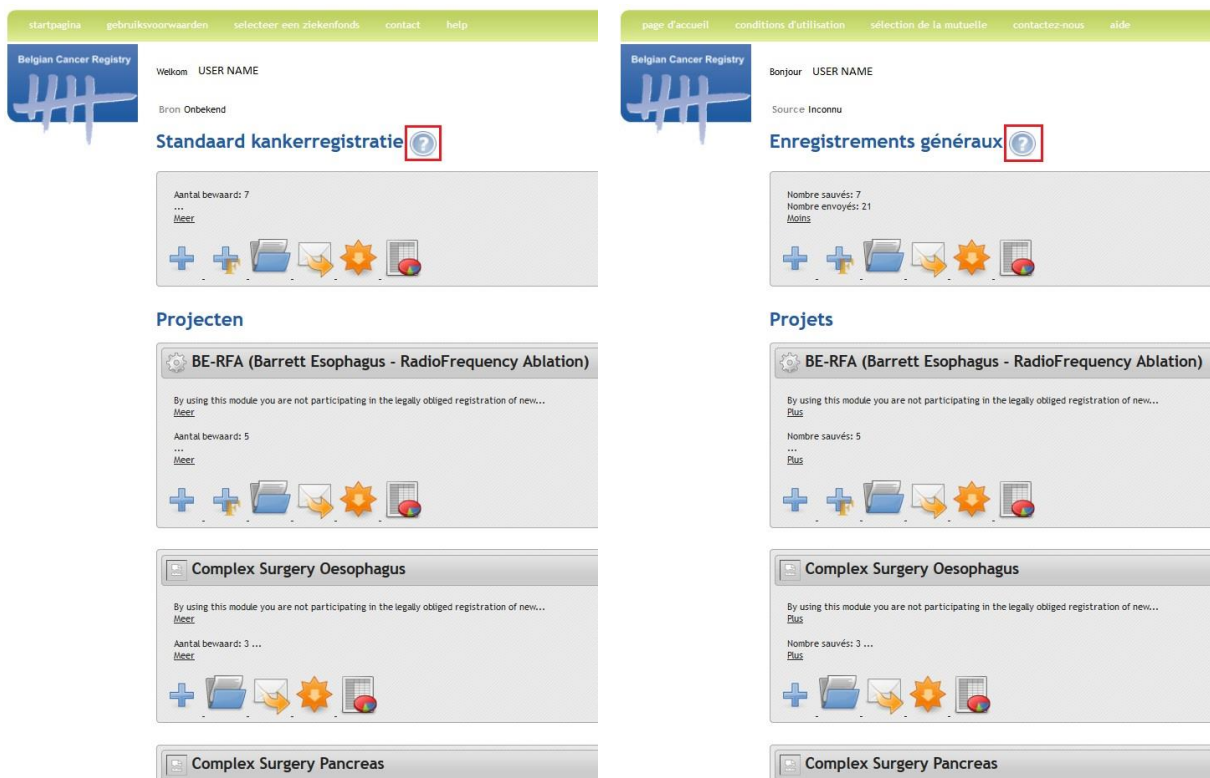 startpagina gebruiksvoorwaarden selecteer een ziekenfonds contact help
Belgian Cancer Registry
Welkom USER NAME
Bron Onbekend
Standaard kankerregistratie ?
Aantal bewaard: 7
...
Meer
F
Projecten
BE-RFA (Barrett Esophagus - RadioFrequency Ablation)
By using this module you are not participating in the legally obliged registration of new...
Meer
Aantal bewaard: 5
...
Meer
F
Complex Surgery Oesophagus
By using this module you are not participating in the legally obliged registration of new...
Meer
Aantal bewaard: 3 ...
Meer
Complex Surgery Pancreas
page d'accueil conditions d'utilisation sélection de la mutuelle contactez-nous aide
Belgian Cancer Registry
Bonjour USER NAME
Source Inconnu
Enregistrements généraux ?
Nombre sauvés: 7
Nombre envoyés: 21
Moins
F
Projets
BE-RFA (Barrett Esophagus - RadioFrequency Ablation)
By using this module you are not participating in the legally obliged registration of new...
Plus
Nombre sauvés: 5
...
Plus
F
Complex Surgery Oesophagus
By using this module you are not participating in the legally obliged registration of new...
Plus
Nombre sauvés: 3 ...
Plus
Complex Surgery Pancreas